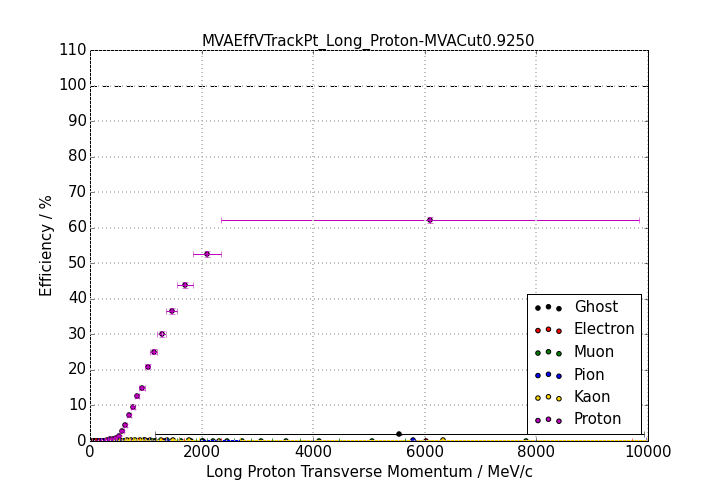 MVAEffVTrackPt_Long_Proton-MVACut0.9250
110
100
90
80
70
60
50
40
30
20
10
0
Efficiency / %
Ghost
Electron
Muon
Pion
Kaon
Proton
0 2000 4000 6000 8000 10000
Long Proton Transverse Momentum / MeV/c